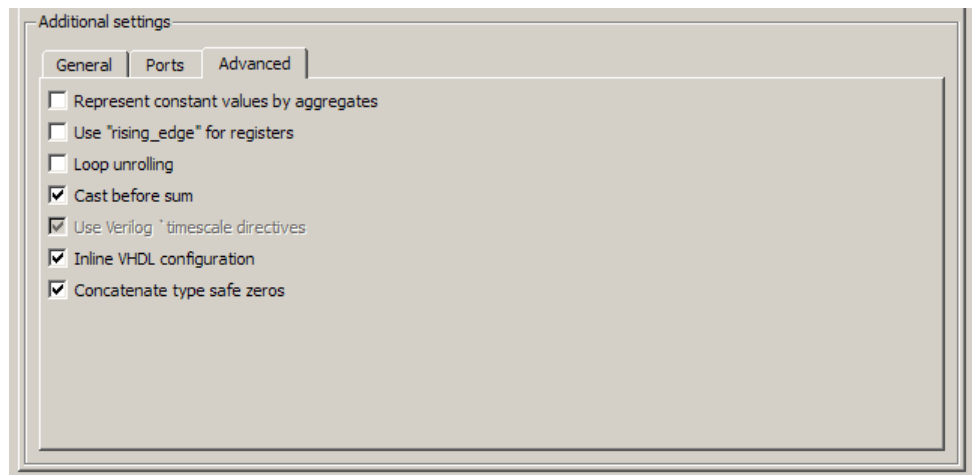 Additional settings
General Ports Advanced
Represent constant values by aggregates
Use "rising_edge" for registers
Loop unrolling
Cast before sum
Use Verilog `timescale directives
Inline VHDL configuration
Concatenate type safe zeros